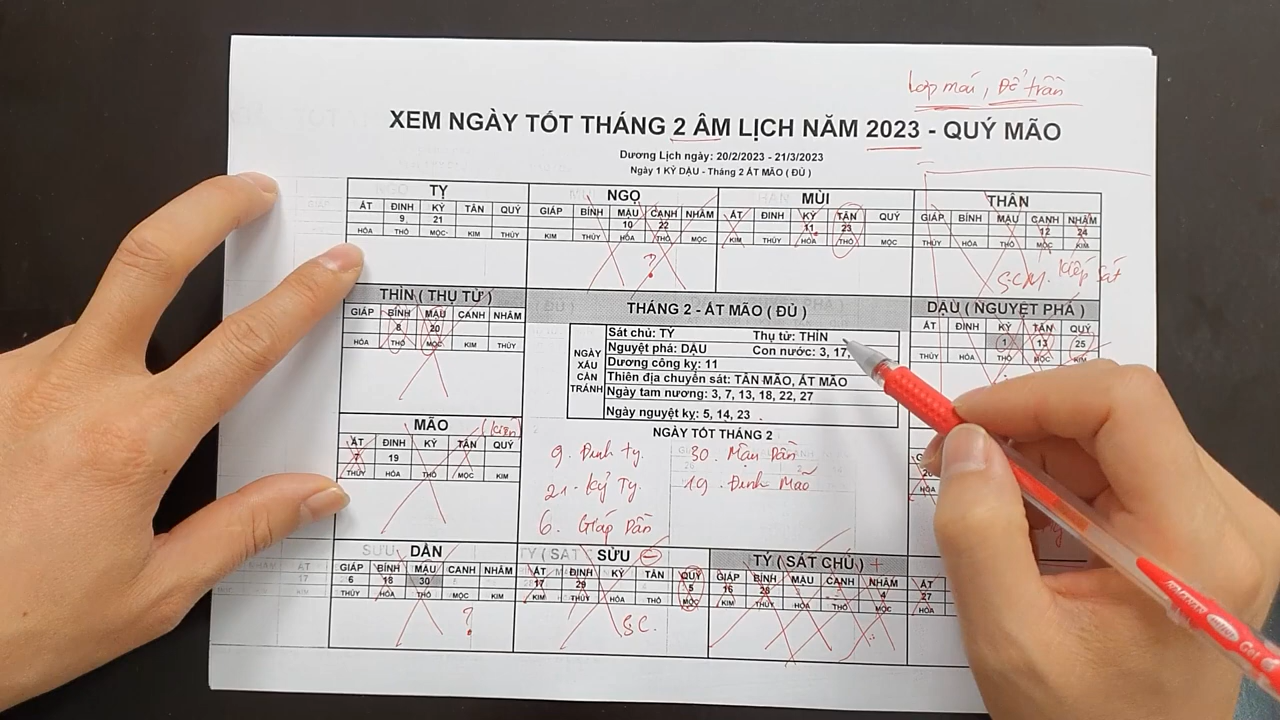 Lợp mái, Đổ trần
XEM NGÀY TỐT THÁNG 2 ÂM LỊCH NĂM 2023 - QUÝ MÃO
Dương Lịch ngày: 20/2/2023 - 21/3/2023
Ngày 1 KỶ DẬU - Tháng 2 ẤT MÃO ( ĐỦ )
TỴ NGỌ MÙI THÂN
ẤT ĐINH KỶ TÂN QUÝ GIÁP BÍNH MẬU CANH NHÂM ẤT ĐINH KỶ TÂN QUÝ GIÁP BÍNH MẬU CANH NHÂM
9 21 10 22 11 23 12 24
HỎA THỔ MỘC KIM THỦY KIM THỦY HỎA THỔ MỘC KIM THỦY HỎA THỔ MỘC THỦY HỎA THỔ MỘC KIM
? SCM. Kiếp Sát
THÌN ( THỤ TỬ )
GIÁP BÍNH MẬU CANH NHÂM
8 20
HỎA THỔ MỘC KIM THỦY
THÁNG 2 - ẤT MÃO ( ĐỦ )
NGÀY XẤU CẦN TRÁNH
Sát chủ: TÝ Thụ tử: THÌN
Nguyệt phá: DẬU Con nước: 3, 17,
Dương công kỵ: 11
Thiên địa chuyển sát: TÂN MÃO, ẤT MÃO
Ngày tam nương: 3, 7, 13, 18, 22, 27
Ngày nguyệt kỵ: 5, 14, 23
DẬU ( NGUYỆT PHÁ )
ẤT ĐINH KỶ TÂN QUÝ
1 13 25
THỦY HỎA THỔ MỘC KIM
MÃO (Kiến)
ẤT ĐINH KỶ TÂN QUÝ
7 19
THỦY HỎA THỔ MỘC KIM
NGÀY TỐT THÁNG 2
9. Đinh Tỵ. 30. Mậu Dần
21. Kỷ Tỵ. 19. Đinh Mão
6. Giáp Dần
26
HỎA
DẦN SỬU TÝ ( SÁT CHỦ ) +
GIÁP BÍNH MẬU CANH NHÂM ẤT ĐINH KỶ TÂN QUÝ GIÁP BÍNH MẬU CANH NHÂM ẤT
6 18 30 17 29 5 16 28 4 27
THỦY HỎA THỔ MỘC KIM KIM THỦY HỎA THỔ MỘC KIM THỦY HỎA THỔ MỘC HỎA
? SC.